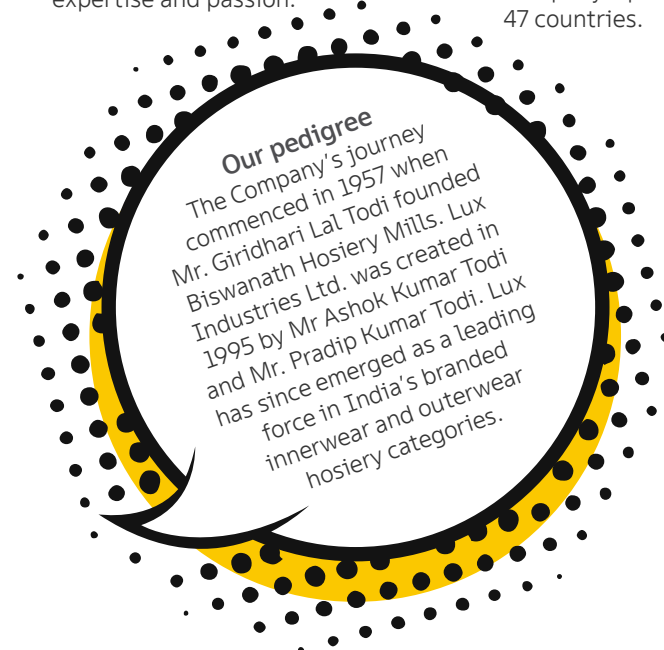 expertise and passion.
47 countries.
Our pedigree
The Company's journey
commenced in 1957 when
Mr. Giridhari Lal Todi founded
Biswanath Hosiery Mills. Lux
Industries Ltd. was created in
1995 by Mr Ashok Kumar Todi
and Mr. Pradip Kumar Todi. Lux
has since emerged as a leading
force in India's branded
innerwear and outerwear
hosiery categories.